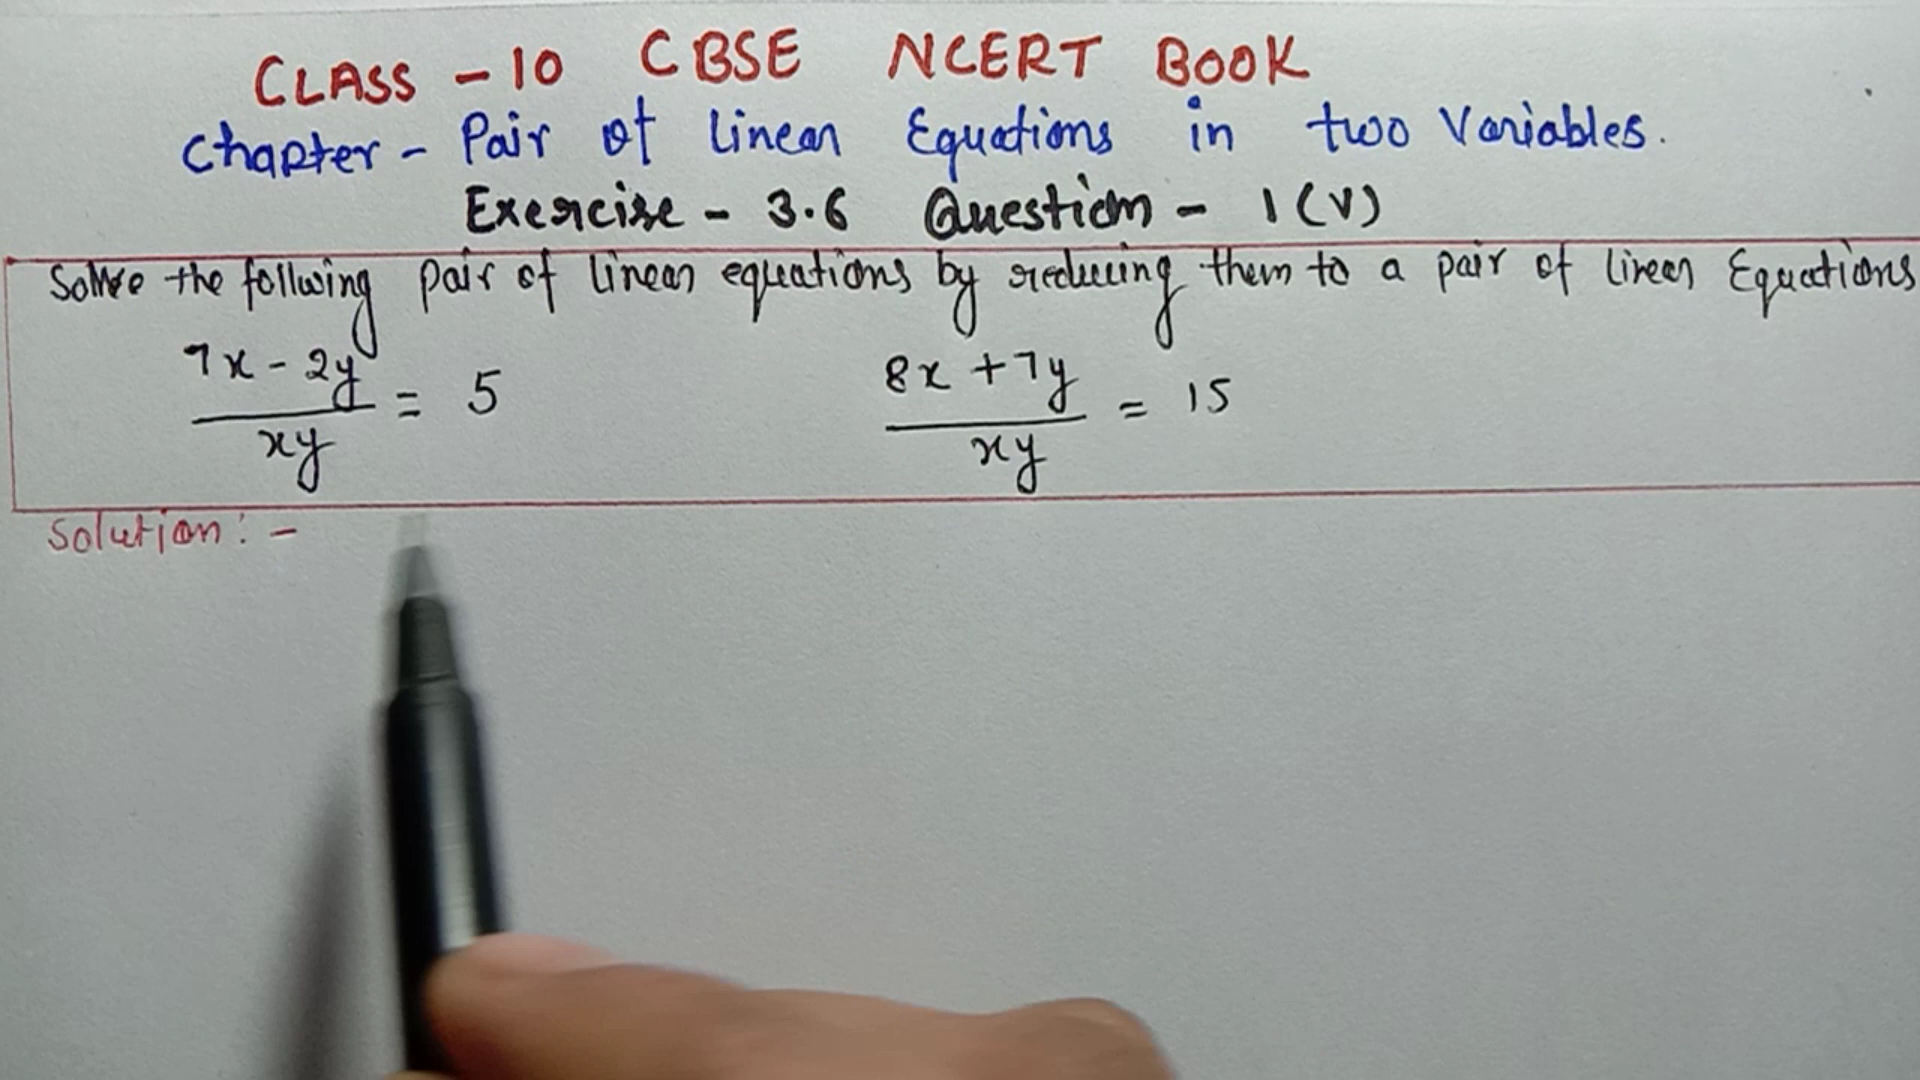 CLASS - 10 CBSE NCERT BOOK
Chapter - Pair of linear Equations in two Variables.
Exercise - 3.6 Question - 1 (V)
Solve the following pair of linear equations by reducing them to a pair of linear Equations
7x - 2y / xy = 5    8x + 7y / xy = 15
Solution : -